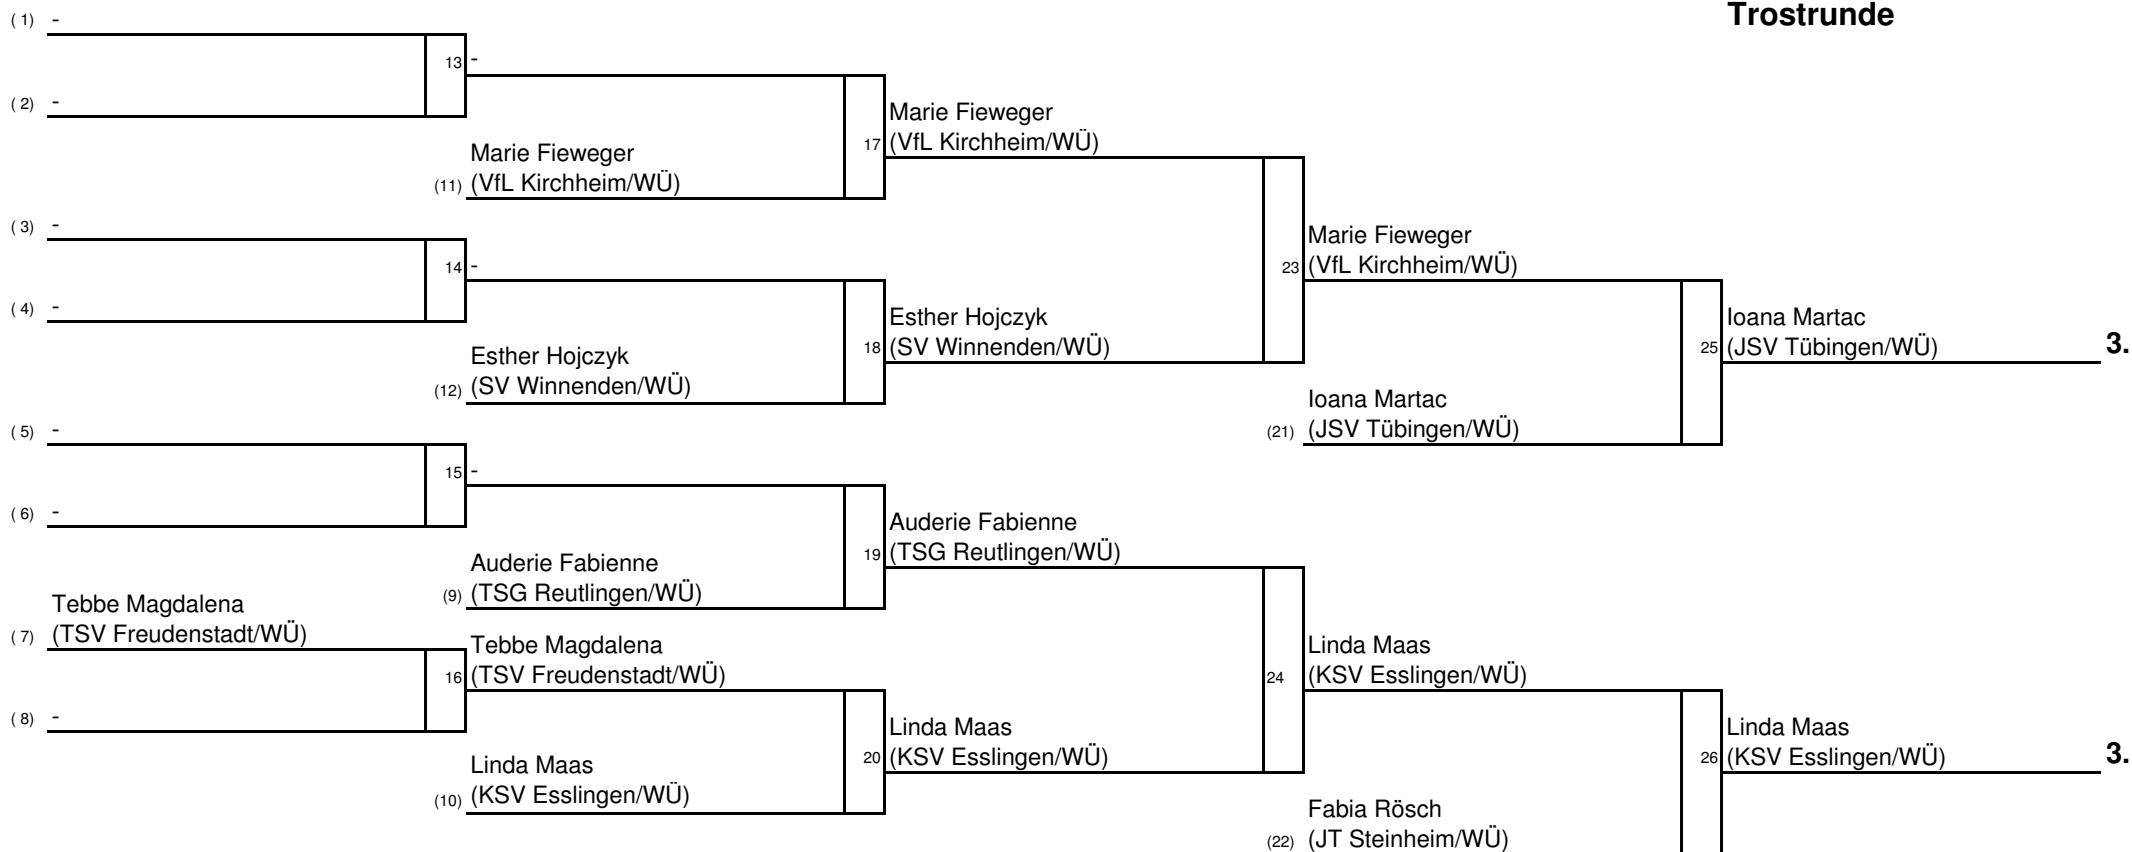 Trostrunde
( 1) -
13 -
( 2) -
Marie Fieweger
(11) (VfL Kirchheim/WÜ)
Marie Fieweger
17 (VfL Kirchheim/WÜ)
( 3) -
14 -
( 4) -
Esther Hojczyk
(12) (SV Winnenden/WÜ)
Esther Hojczyk
18 (SV Winnenden/WÜ)
Marie Fieweger
23 (VfL Kirchheim/WÜ)
Ioana Martac
(21) (JSV Tübingen/WÜ)
Ioana Martac
25 (JSV Tübingen/WÜ)
3.
( 5) -
15 -
( 6) -
Auderie Fabienne
(9) (TSG Reutlingen/WÜ)
Auderie Fabienne
19 (TSG Reutlingen/WÜ)
Tebbe Magdalena
( 7) (TSV Freudenstadt/WÜ)
Tebbe Magdalena
16 (TSV Freudenstadt/WÜ)
( 8) -
Linda Maas
(10) (KSV Esslingen/WÜ)
Linda Maas
20 (KSV Esslingen/WÜ)
Linda Maas
24 (KSV Esslingen/WÜ)
Fabia Rösch
(22) (JT Steinheim/WÜ)
Linda Maas
26 (KSV Esslingen/WÜ)
3.